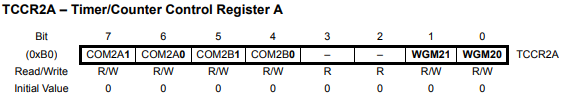 TCCR2A – Timer/Counter Control Register A
Bit 7 6 5 4 3 2 1 0
(0xB0) COM2A1 COM2A0 COM2B1 COM2B0 – – WGM21 WGM20 TCCR2A
Read/Write R/W R/W R/W R/W R R R/W R/W
Initial Value 0 0 0 0 0 0 0 0